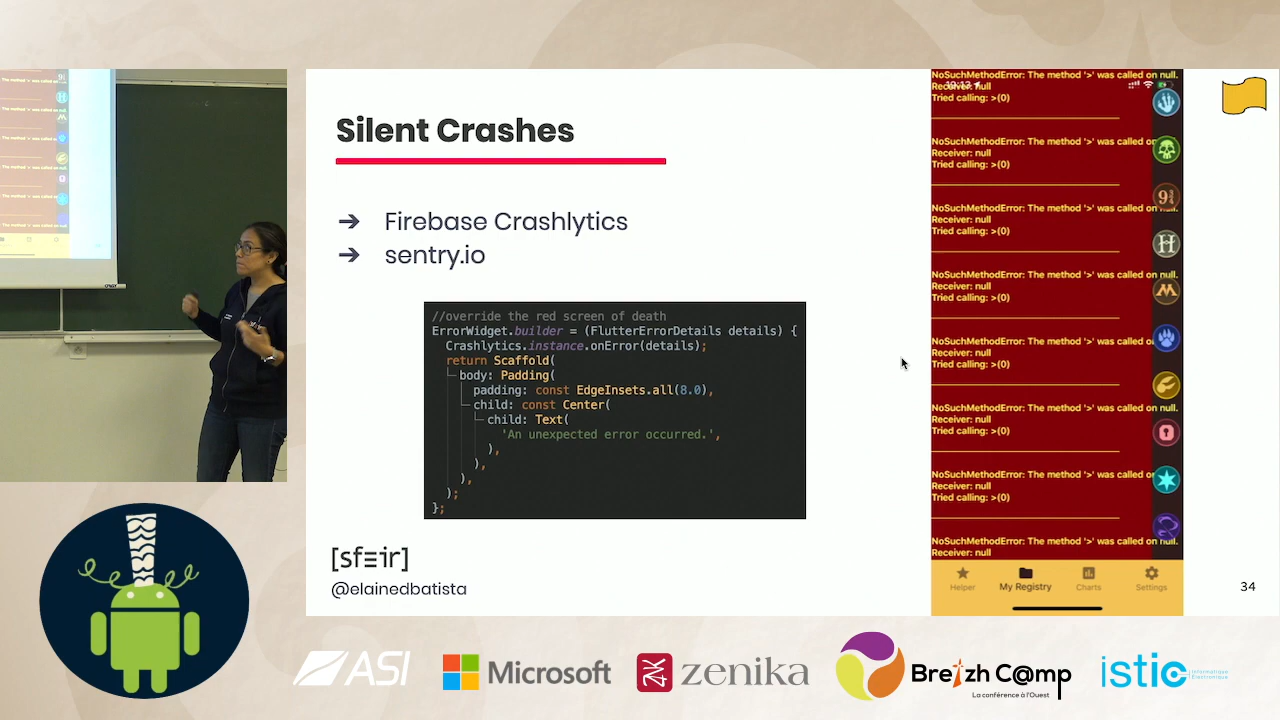 Silent Crashes
➔ Firebase Crashlytics
➔ sentry.io
//override the red screen of death
ErrorWidget.builder = (FlutterErrorDetails details) {
Crashlytics.instance.onError(details);
return Scaffold(
body: Padding(
padding: const EdgeInsets.all(8.0),
child: const Center(
child: Text(
'An unexpected error occurred.',
),
),
),
);
};
[sfeir]
@elainedbatista
NoSuchMethodError: The method '>' was called on null.
Receiver: null
Tried calling: >(0)
NoSuchMethodError: The method '>' was called on
Receiver: null
Tried calling: >(0)
NoSuchMethodError: The method '>' was called on null.
Receiver: null
Tried calling: >(0)
NoSuchMethodError: The method '>' was called on
Receiver: null
Tried calling: >(0)
NoSuchMethodError: The method '>' was called on
Receiver: null
Tried calling: >(0)
NoSuchMethodError: The method '>' was called on null.
Receiver: null
Tried calling: >(0)
NoSuchMethodError: The method '>' was called on
Receiver: null
Tried calling: >(0)
NoSuchMethodError: The method '>' was called on null.
Receiver: null
Helper
My Registry
Charts
Settings
34
ASI
Microsoft
zenika
Breizh C@mp
La conférence à l'Ouest
istic
Informatique
Électronique